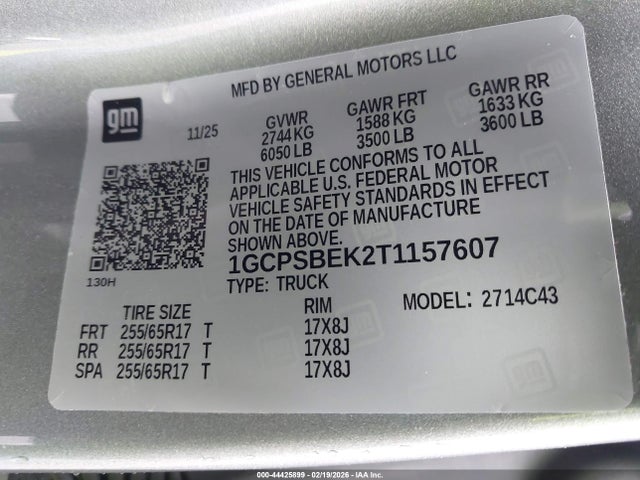 MFD BY GENERAL MOTORS LLC
gm
11/25
GVWR GAWR FRT GAWR RR
2744 KG 1588 KG 1633 KG
6050 LB 3500 LB 3600 LB
THIS VEHICLE CONFORMS TO ALL
APPLICABLE U.S. FEDERAL MOTOR
VEHICLE SAFETY STANDARDS IN EFFECT
ON THE DATE OF MANUFACTURE
SHOWN ABOVE.
1GCPSBEK2T1157607
130H
TYPE: TRUCK
MODEL: 2714C43
TIRE SIZE RIM
FRT 255/65R17 T 17X8J
RR 255/65R17 T 17X8J
SPA 255/65R17 T 17X8J
000-44425899 - 02/19/2026 - IAA Inc.